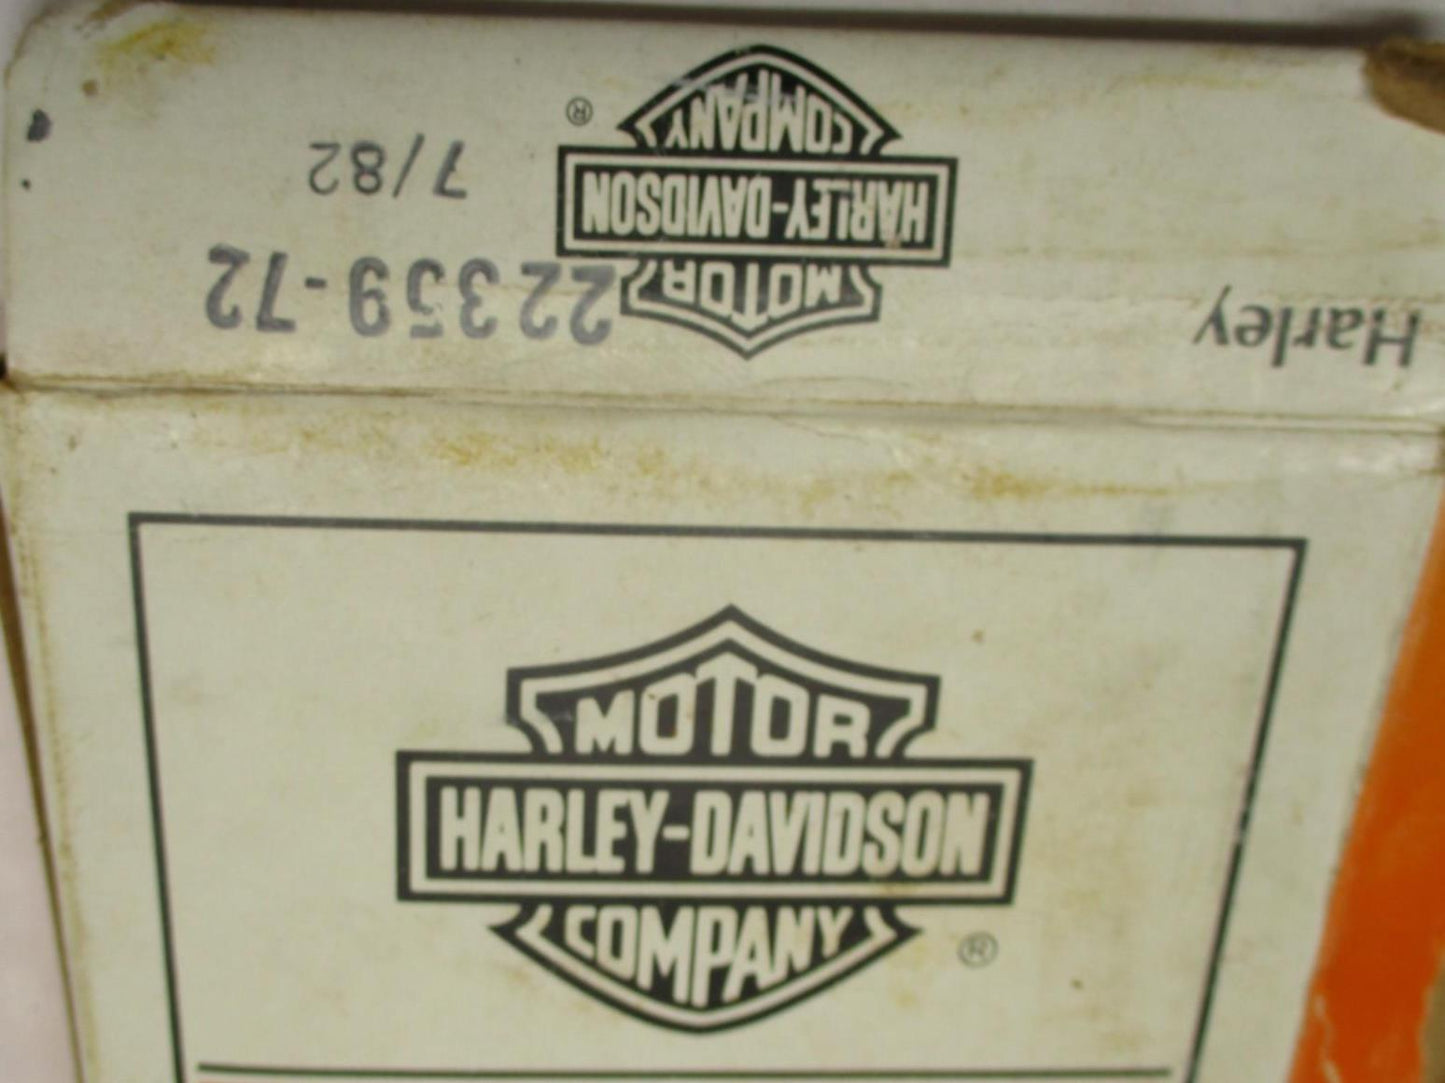 Harley
MOTOR
HARLEY-DAVIDSON
COMPANY
®
22359-72
7/82
MOTOR
HARLEY-DAVIDSON
COMPANY
®